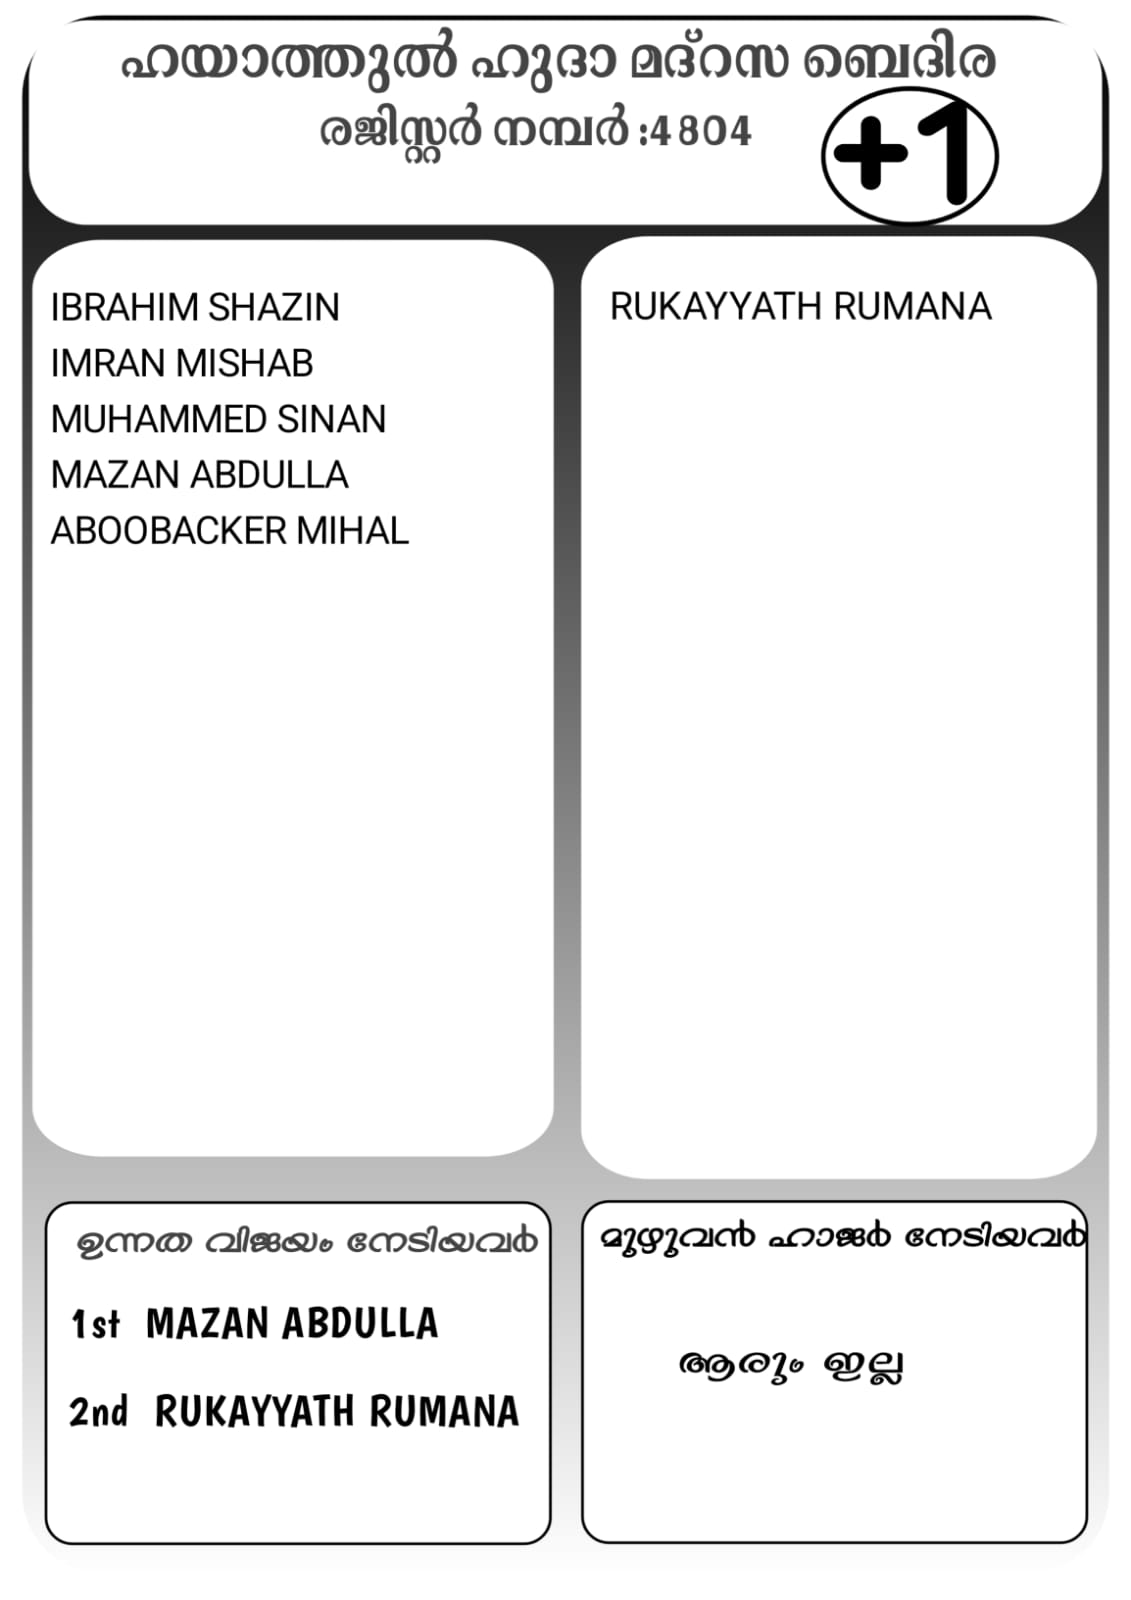 ഹയാത്തുൽ ഹുദാ മദ്റസ ബെദിര
രജിസ്റ്റർ നമ്പർ :4804
+1
IBRAHIM SHAZIN
IMRAN MISHAB
MUHAMMED SINAN
MAZAN ABDULLA
ABOOBACKER MIHAL
RUKAYYATH RUMANA
ഉന്നത വിജയം നേടിയവർ
1st MAZAN ABDULLA
2nd RUKAYYATH RUMANA
മുഴുവൻ ഹാജർ നേടിയവർ
ആരും ഇല്ല